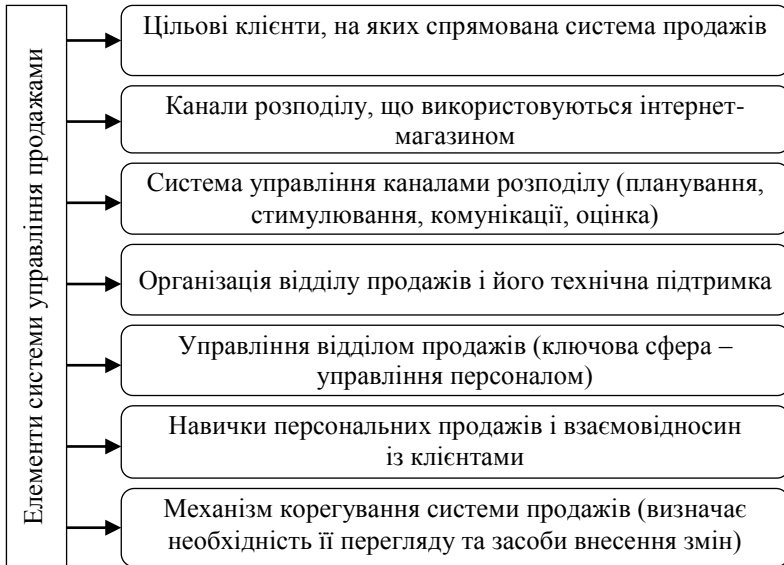 Елементи системи управління продажами
Цільові клієнти, на яких спрямована система продажів
Канали розподілу, що використовуються інтернет-
магазином
Система управління каналами розподілу (планування,
стимулювання, комунікації, оцінка)
Організація відділу продажів і його технічна підтримка
Управління відділом продажів (ключова сфера –
управління персоналом)
Навички персональних продажів і взаємовідносин
із клієнтами
Механізм корегування системи продажів (визначає
необхідність її перегляду та засоби внесення змін)